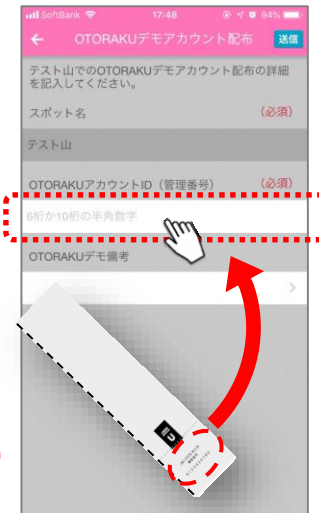 SoftBank 17:48 94%
OTORAKUデモアカウント配布 送信
テスト山でのOTORAKUデモアカウント配布の詳細
を記入してください。
スポット名 (必須)
テスト山
OTORAKUアカウントID（管理番号） (必須)
6桁か10桁の半角数字
OTORAKUデモ備考